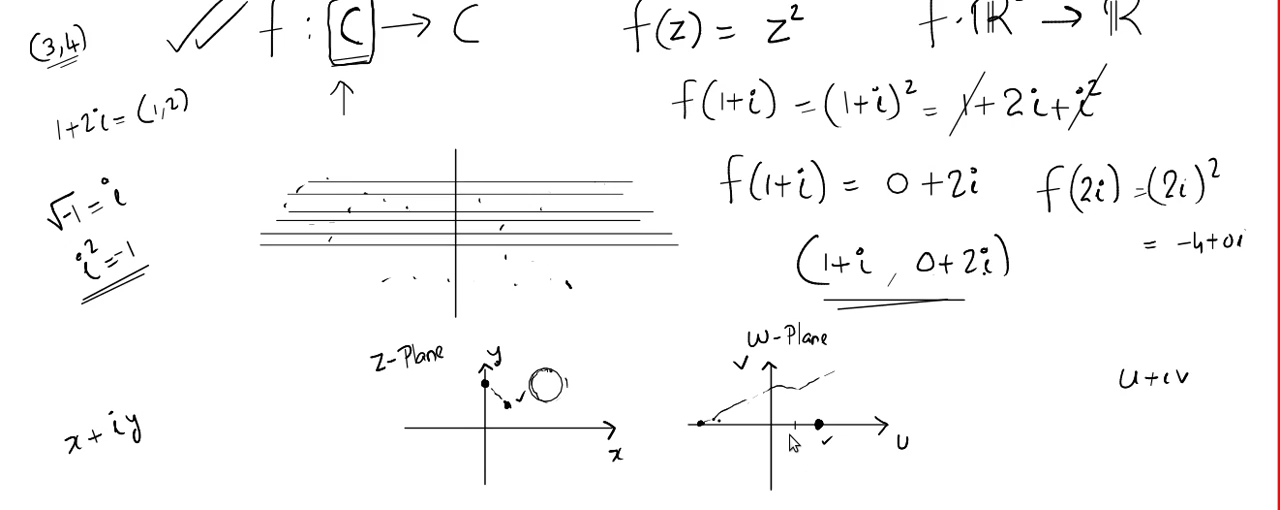 (3,4)
f : C → C
f(z) = z²
f : ℝ → ℝ
1+2i = (1,2)
f(1+i) = (1+i)² = 1 + 2i + i²
√-1 = i
f(1+i) = 0 + 2i
f(2i) = (2i)²
= -4+0i
i² = -1
(1+i , 0+2i)
Z-Plane
y
x
W-Plane
u
u+iv
x + iy